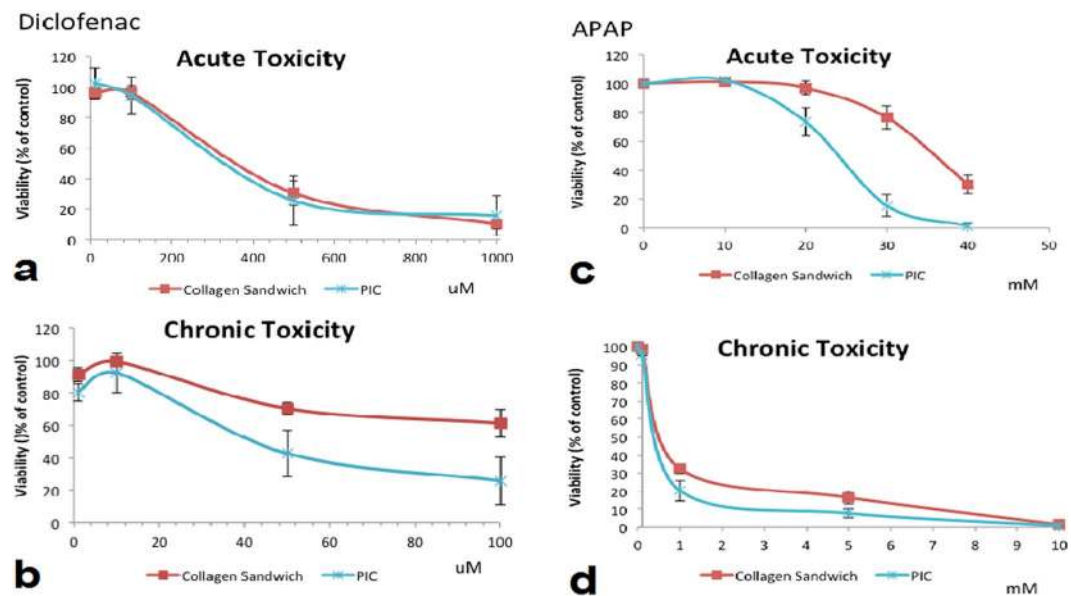 Diclofenac
Acute Toxicity
Viability (% of control)
120
100
80
60
40
20
0
0 200 400 600 800 1000
a
Collagen Sandwich PIC uM
Chronic Toxicity
Viability ()% of control)
120
100
80
60
40
20
0
0 20 40 60 80 100
b
Collagen Sandwich PIC uM
APAP
Acute Toxicity
Viability (% of control)
120
100
80
60
40
20
0
0 10 20 30 40 50
c
Collagen Sandwich PIC mM
Chronic Toxicity
Viability (% of control)
100
90
80
70
60
50
40
30
20
10
0
0 1 2 3 4 5 6 7 8 9 10
d
Collagen Sandwich PIC mM